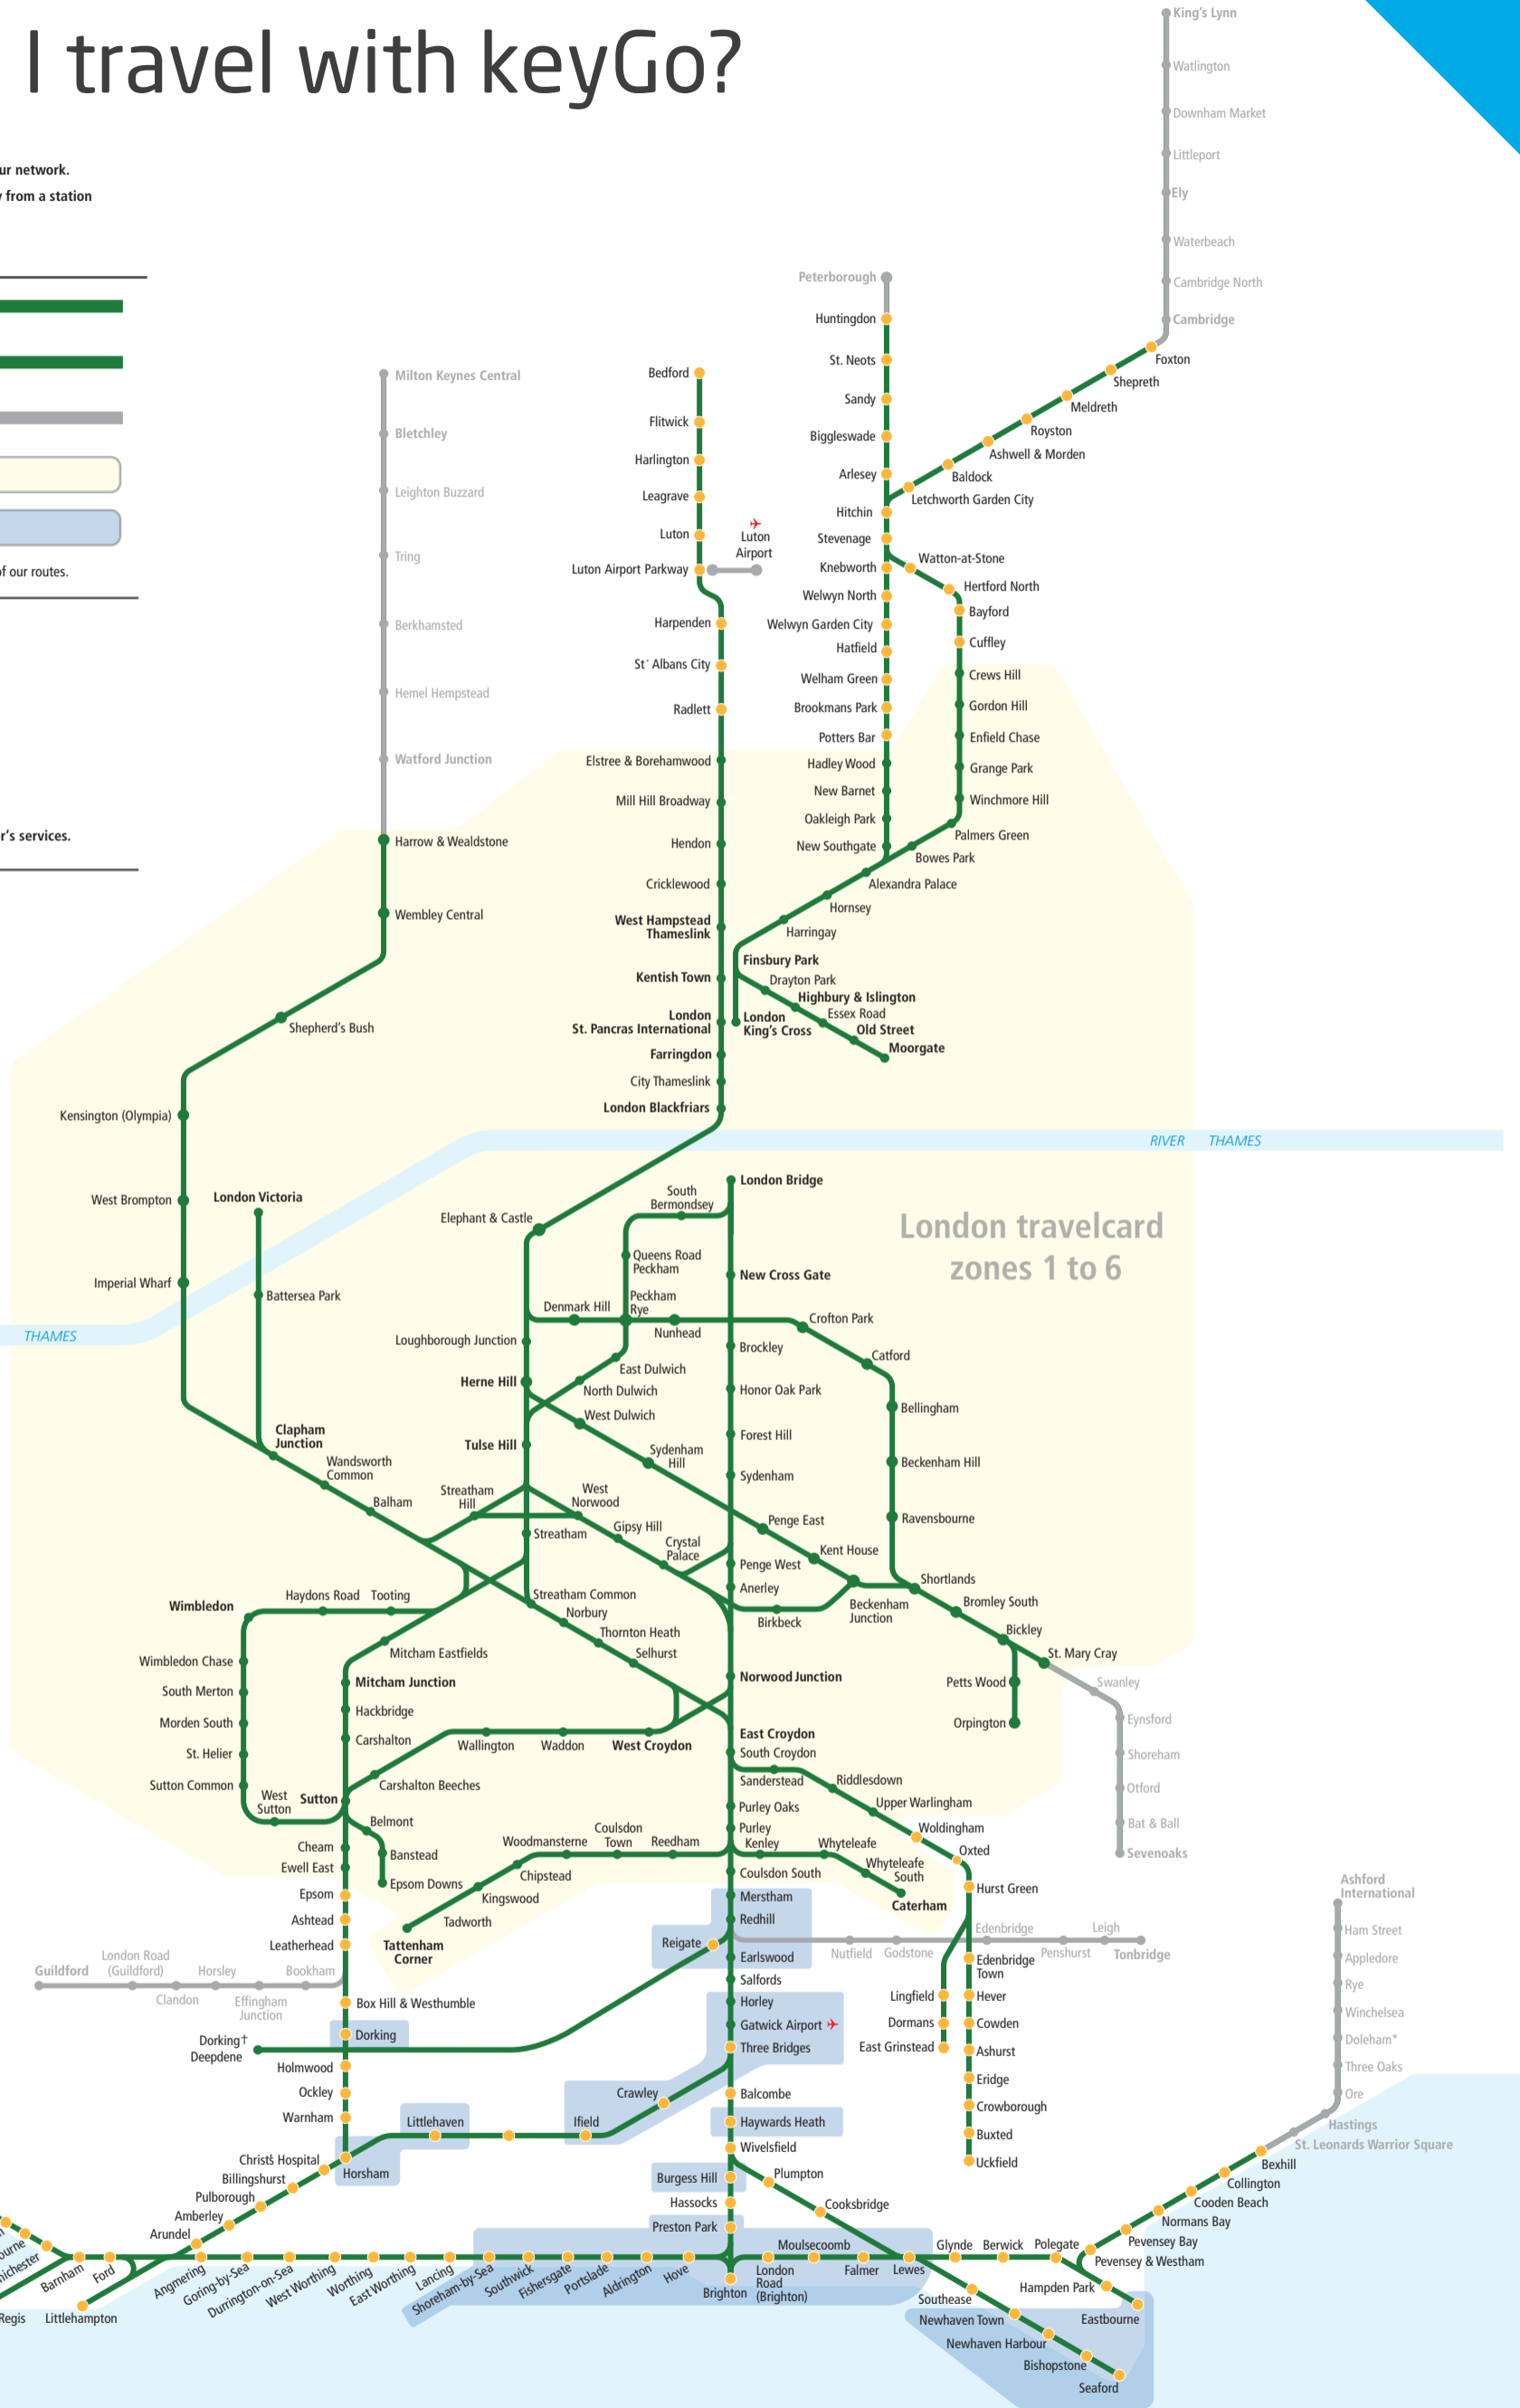 I travel with keyGo?
ur network.
from a station
of our routes.
r's services.
King's Lynn
Watlington
Downham Market
Littleport
Ely
Waterbeach
Cambridge North
Cambridge
Foxton
Shepreth
Meldreth
Royston
Ashwell & Morden
Baldock
Letchworth Garden City
Peterborough
Huntingdon
St. Neots
Sandy
Biggleswade
Arlesey
Hitchin
Stevenage
Knebworth
Welwyn North
Welwyn Garden City
Hatfield
Welham Green
Brookmans Park
Potters Bar
Hadley Wood
New Barnet
Oakleigh Park
New Southgate
Watton-at-Stone
Hertford North
Bayford
Cuffley
Crews Hill
Gordon Hill
Enfield Chase
Grange Park
Winchmore Hill
Palmers Green
Bowes Park
Alexandra Palace
Hornsey
Harringay
Finsbury Park
Drayton Park
Highbury & Islington
Essex Road
Old Street
Moorgate
London
King's Cross
Bedford
Flitwick
Harlington
Leagrave
Luton
Luton Airport Parkway
Luton
Airport
Harpenden
St' Albans City
Radlett
Elstree & Borehamwood
Mill Hill Broadway
Hendon
Cricklewood
West Hampstead
Thameslink
Kentish Town
London
St. Pancras International
Farringdon
City Thameslink
London Blackfriars
Milton Keynes Central
Bletchley
Leighton Buzzard
Tring
Berkhamsted
Hemel Hempstead
Watford Junction
Harrow & Wealdstone
Wembley Central
Shepherd's Bush
Kensington (Olympia)
West Brompton
Imperial Wharf
London Victoria
Battersea Park
RIVER THAMES
THAMES
London travelcard
zones 1 to 6
Elephant & Castle
South
Bermondsey
London Bridge
Queens Road
Peckham
New Cross Gate
Denmark Hill
Peckham
Rye
Nunhead
Crofton Park
Catford
Bellingham
Beckenham Hill
Ravensbourne
Shortlands
Loughborough Junction
Herne Hill
Tulse Hill
East Dulwich
North Dulwich
West Dulwich
Sydenham
Hill
Brockley
Honor Oak Park
Forest Hill
Sydenham
Penge East
Kent House
Penge West
Anerley
Birkbeck
Beckenham
Junction
Bromley South
Bickley
St. Mary Cray
Petts Wood
Orpington
Swanley
Eynsford
Shoreham
Otford
Bat & Ball
Sevenoaks
Clapham
Junction
Wandsworth
Common
Balham
Streatham
Hill
West
Norwood
Gipsy Hill
Crystal
Palace
Streatham
Streatham Common
Norbury
Thornton Heath
Selhurst
Norwood Junction
East Croydon
South Croydon
Wimbledon
Haydons Road
Tooting
Mitcham Eastfields
Mitcham Junction
Hackbridge
Carshalton
Wimbledon Chase
South Merton
Morden South
St. Helier
Sutton Common
West
Sutton
Sutton
Carshalton Beeches
Wallington
Waddon
West Croydon
Belmont
Banstead
Epsom Downs
Cheam
Ewell East
Epsom
Ashtead
Leatherhead
Sanderstead
Riddlesdown
Upper Warlingham
Woldingham
Oxted
Hurst Green
Purley Oaks
Purley
Kenley
Whyteleafe
Whyteleafe
South
Caterham
Coulsdon South
Reedham
Coulsdon
Town
Woodmansterne
Chipstead
Kingswood
Tadworth
Tattenham
Corner
Merstham
Redhill
Reigate
Earlswood
Salfords
Horley
Gatwick Airport
Three Bridges
Nutfield
Godstone
Edenbridge
Penshurst
Leigh
Tonbridge
Edenbridge
Town
Hever
Cowden
Ashurst
Eridge
Crowborough
Buxted
Uckfield
Lingfield
Dormans
East Grinstead
Guildford
London Road
(Guildford)
Clandon
Horsley
Effingham
Junction
Bookham
Box Hill & Westhumble
Dorking
Dorking†
Deepdene
Holmwood
Ockley
Warnham
Horsham
Littlehaven
Ifield
Crawley
Balcombe
Haywards Heath
Wivelsfield
Burgess Hill
Hassocks
Preston Park
Plumpton
Cooksbridge
Christ's Hospital
Billingshurst
Pulborough
Amberley
Arundel
ourne
ichester
Barnham
Ford
Regis
Littlehampton
Angmering
Goring-by-Sea
Durrington-on-Sea
West Worthing
Worthing
East Worthing
Lancing
Shoreham-by-Sea
Southwick
Fishersgate
Portslade
Aldrington
Hove
Brighton
London
Road
(Brighton)
Moulsecoomb
Falmer
Lewes
Glynde
Berwick
Polegate
Southease
Newhaven Town
Newhaven Harbour
Bishopstone
Seaford
Hampden Park
Eastbourne
Pevensey & Westham
Pevensey Bay
Normans Bay
Cooden Beach
Collington
Bexhill
St. Leonards Warrior Square
Hastings
Ore
Three Oaks
Doleham*
Winchelsea
Rye
Appledore
Ham Street
Ashford
International